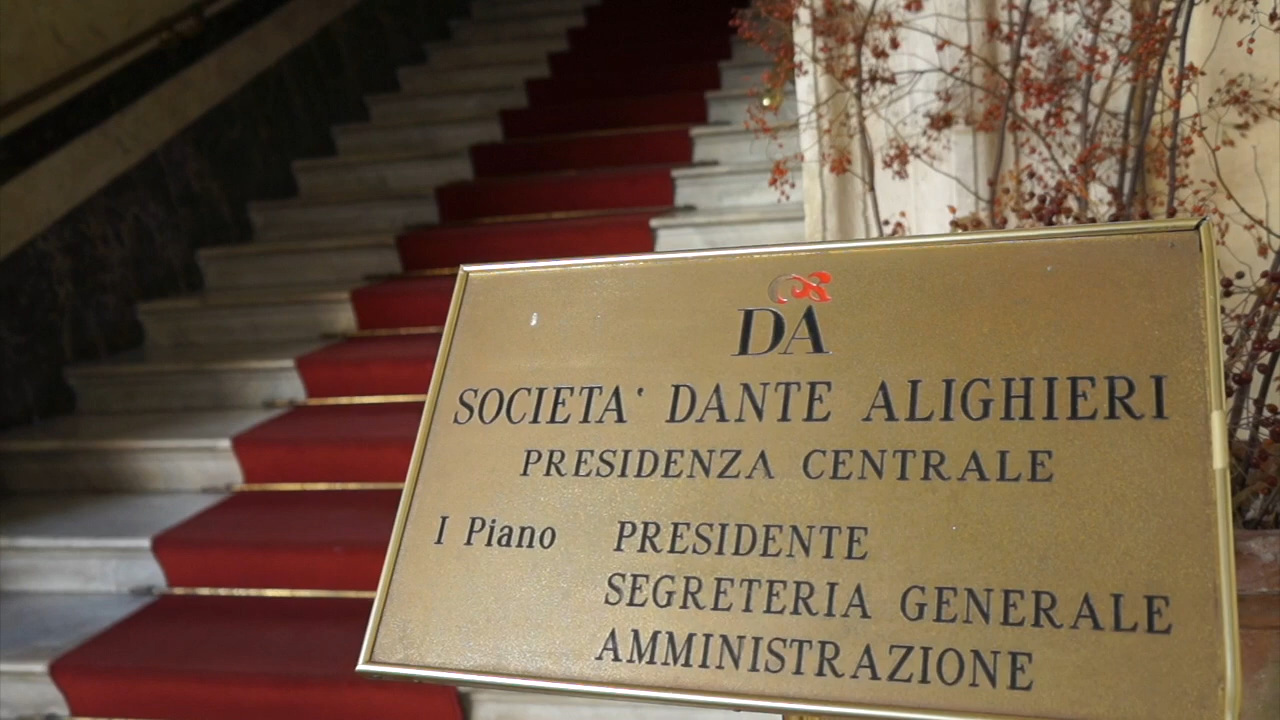 DA
SOCIETA' DANTE ALIGHIERI
PRESIDENZA CENTRALE
I Piano PRESIDENTE
SEGRETERIA GENERALE
AMMINISTRAZIONE